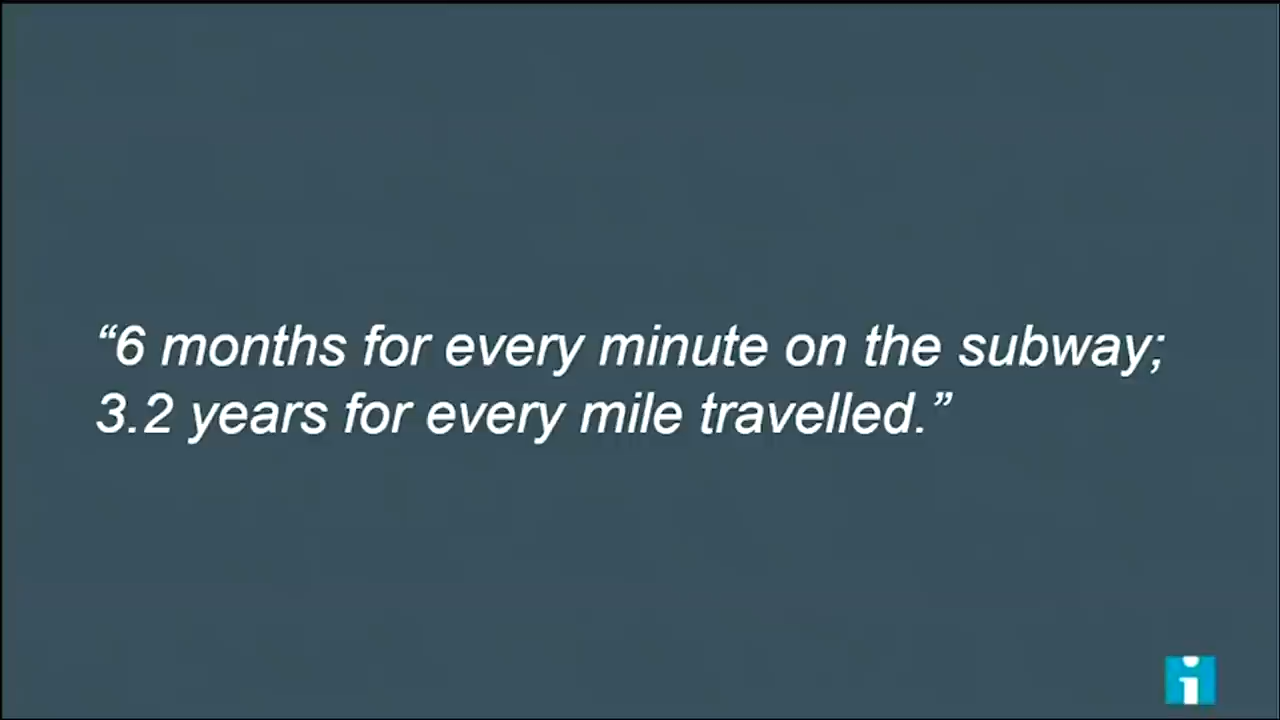 “6 months for every minute on the subway;
3.2 years for every mile travelled.”
i